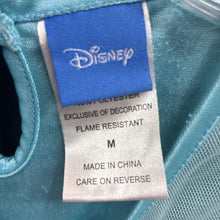 Disney
100% POLYESTER
EXCLUSIVE OF DECORATION
FLAME RESISTANT
M
MADE IN CHINA
CARE ON REVERSE